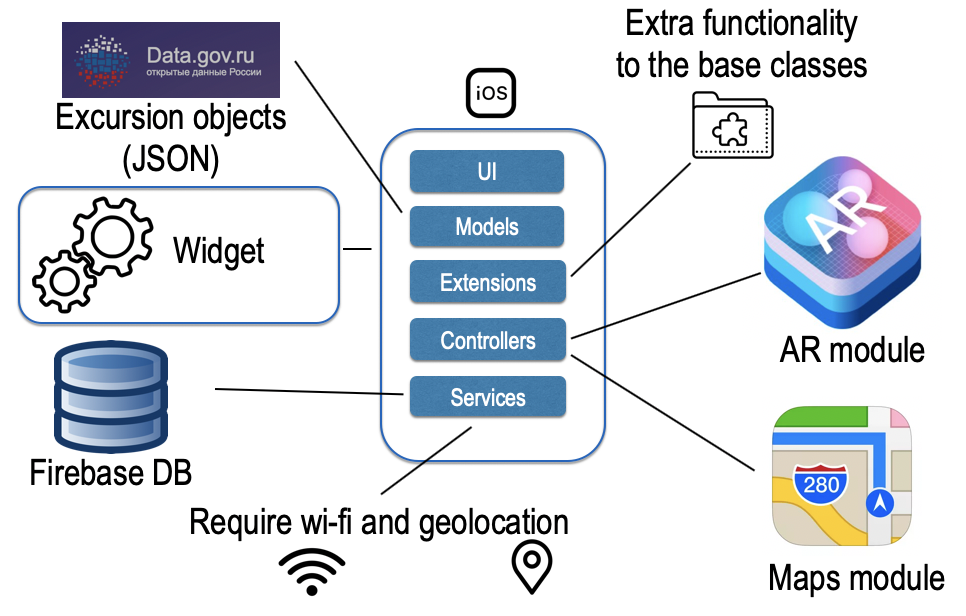 Data.gov.ru
открытые данные России
Excursion objects
(JSON)
Widget
Firebase DB
iOS
UI
Models
Extensions
Controllers
Services
Require wi-fi and geolocation
Extra functionality
to the base classes
AR
AR module
280
Maps module